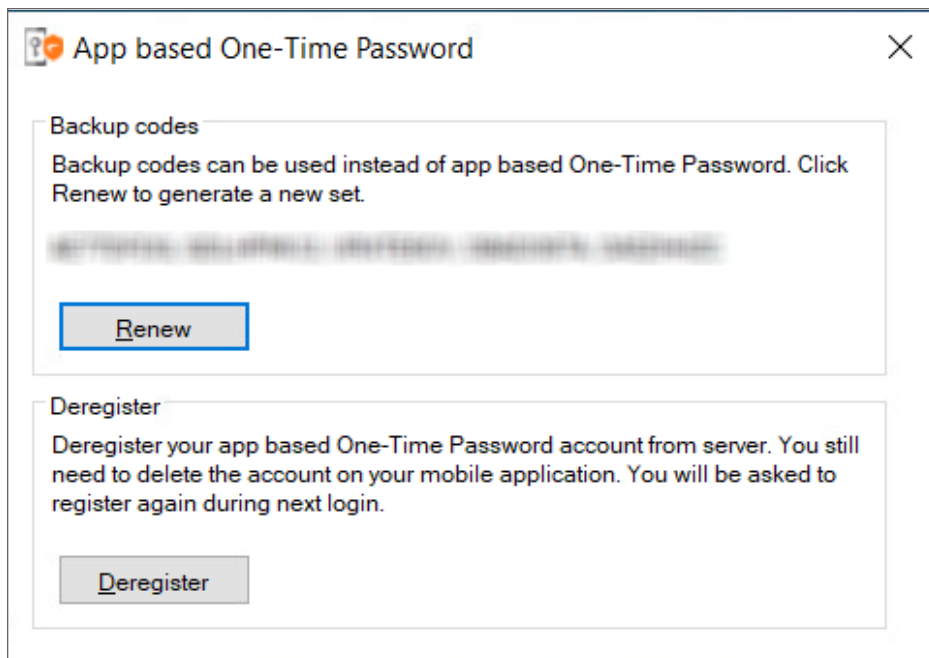 App based One-Time Password
Backup codes
Backup codes can be used instead of app based One-Time Password. Click
Renew to generate a new set.
Renew
Deregister
Deregister your app based One-Time Password account from server. You still
need to delete the account on your mobile application. You will be asked to
register again during next login.
Deregister